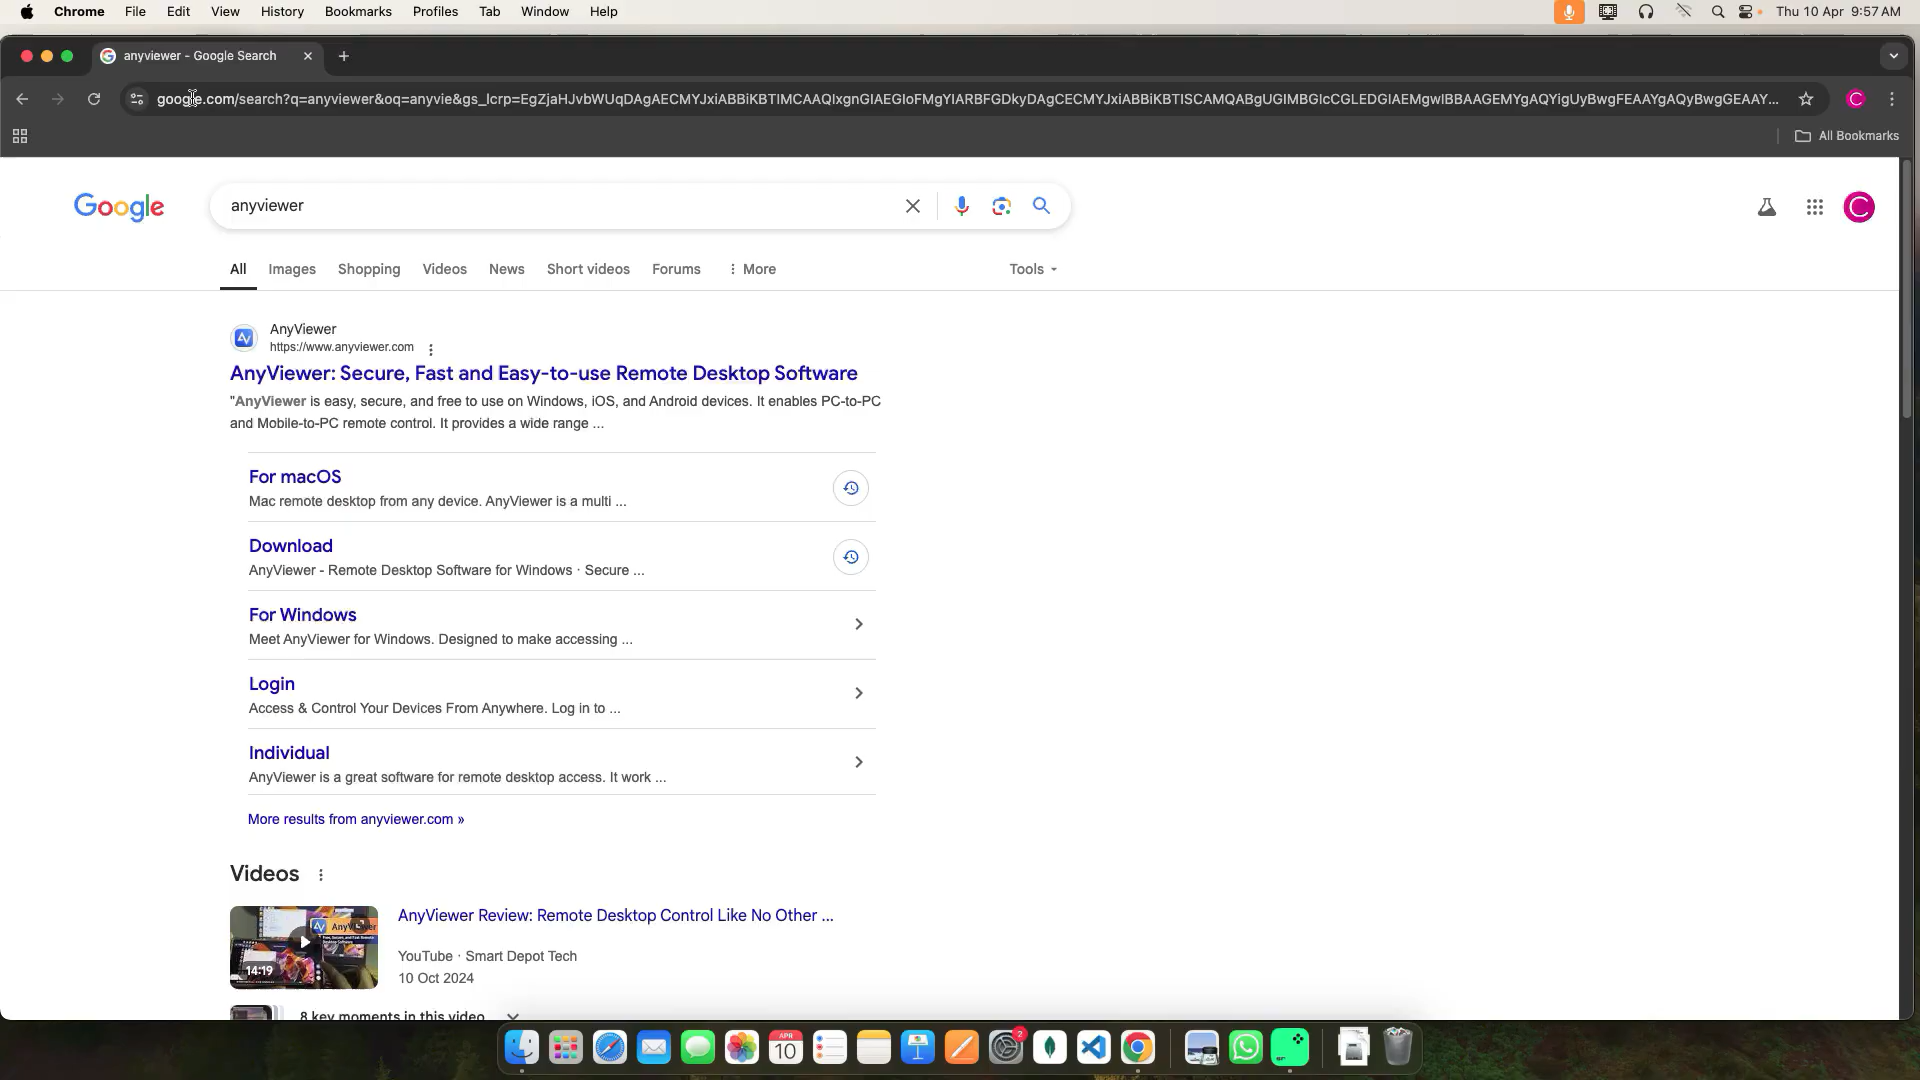 Chrome File Edit View History Bookmarks Profiles Tab Window Help Thu 10 Apr 9:57 AM
anyviewer - Google Search
All Bookmarks
Google
anyviewer
C
All Images Shopping Videos News Short videos Forums More Tools
AnyViewer
https://www.anyviewer.com
AnyViewer: Secure, Fast and Easy-to-use Remote Desktop Software
"AnyViewer is easy, secure, and free to use on Windows, iOS, and Android devices. It enables PC-to-PC
and Mobile-to-PC remote control. It provides a wide range ...
For macOS
Mac remote desktop from any device. AnyViewer is a multi ...
Download
AnyViewer - Remote Desktop Software for Windows · Secure ...
For Windows
Meet AnyViewer for Windows. Designed to make accessing ...
Login
Access & Control Your Devices From Anywhere. Log in to ...
Individual
AnyViewer is a great software for remote desktop access. It work ...
More results from anyviewer.com »
Videos
AnyViewer Review: Remote Desktop Control Like No Other ...
14:19
YouTube · Smart Depot Tech
10 Oct 2024
8 key moments in this video
APR
10
2